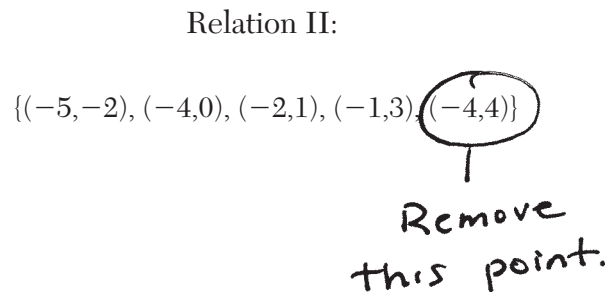 Relation II:
{(−5,−2), (−4,0), (−2,1), (−1,3), (−4,4)}
Remove
this point.